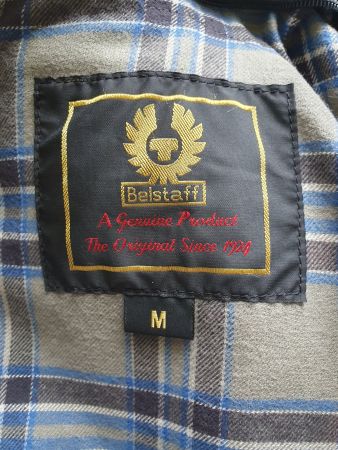 Belstaff
A Genuine Product
The Original Since 1924
M